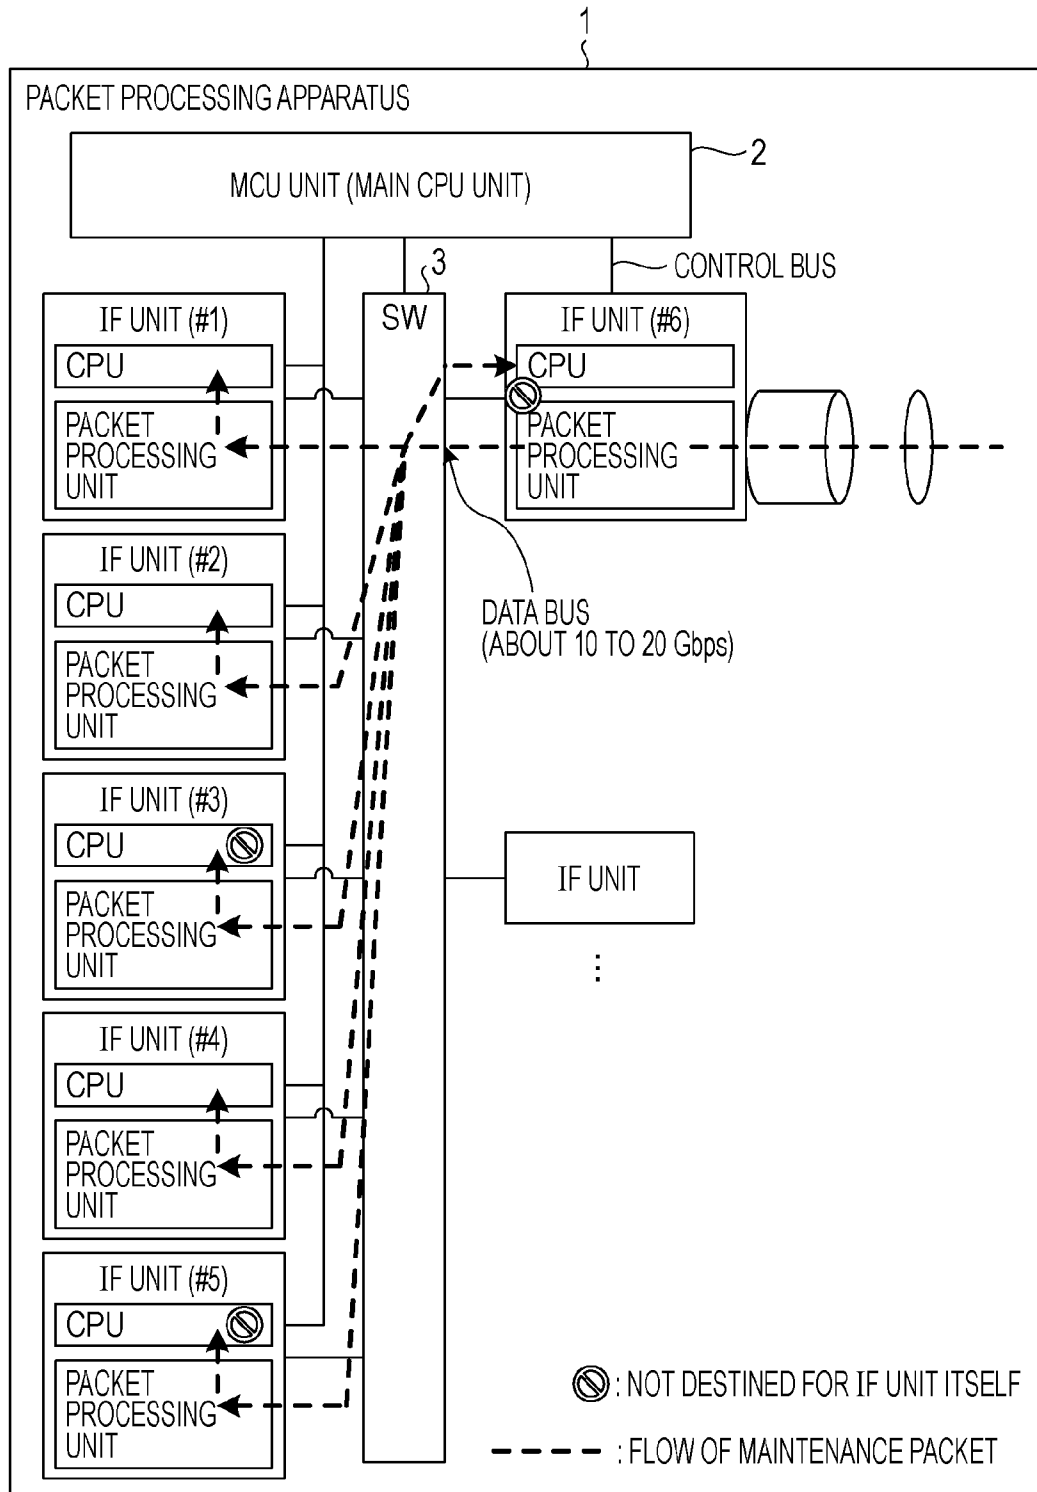 1
PACKET PROCESSING APPARATUS
2
MCU UNIT (MAIN CPU UNIT)
CONTROL BUS
3
SW
IF UNIT (#1)
CPU
PACKET
PROCESSING
UNIT
IF UNIT (#6)
CPU
PACKET
PROCESSING
UNIT
DATA BUS
(ABOUT 10 TO 20 Gbps)
IF UNIT (#2)
CPU
PACKET
PROCESSING
UNIT
IF UNIT (#3)
CPU
PACKET
PROCESSING
UNIT
IF UNIT
⋮
IF UNIT (#4)
CPU
PACKET
PROCESSING
UNIT
IF UNIT (#5)
CPU
PACKET
PROCESSING
UNIT
: NOT DESTINED FOR IF UNIT ITSELF
: FLOW OF MAINTENANCE PACKET